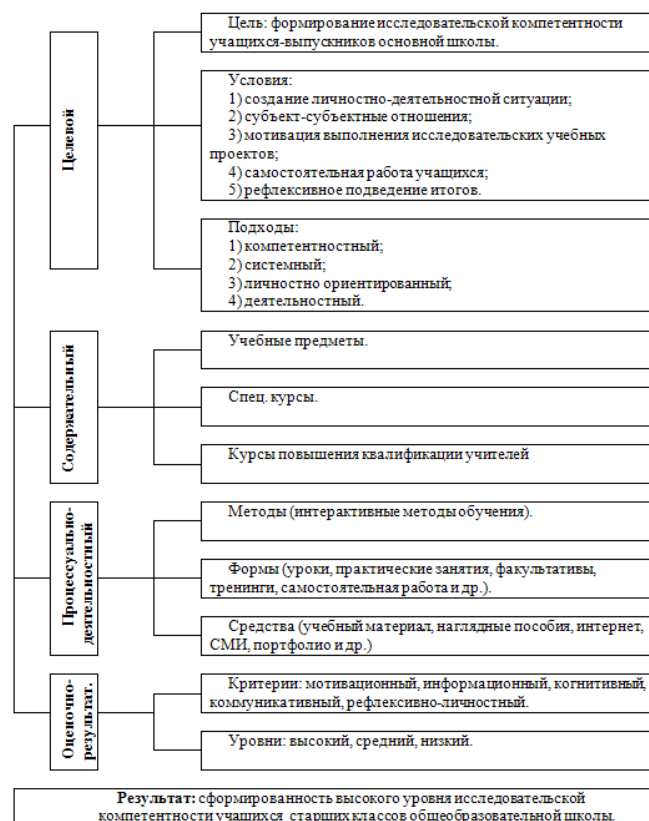 Целевой
Цель: формирование исследовательской компетентности
учащихся-выпускников основной школы.
Условия:
1) создание личностно-деятельностной ситуации;
2) субъект-субъектные отношения;
3) мотивация выполнения исследовательских учебных
проектов;
4) самостоятельная работа учащихся;
5) рефлексивное подведение итогов.
Подходы:
1) компетентностный;
2) системный;
3) личностно ориентированный;
4) деятельностный.
Содержательный
Учебные предметы.
Спец. курсы.
Курсы повышения квалификации учителей
Процессуально-
деятельностный
Методы (интерактивные методы обучения).
Формы (уроки, практические занятия, факультативы,
тренинги, самостоятельная работа и др.).
Средства (учебный материал, наглядные пособия, интернет,
СМИ, портфолио и др.)
Оценочно-
результат.
Критерии: мотивационный, информационный, когнитивный,
коммуникативный, рефлексивно-личностный.
Уровни: высокий, средний, низкий.
Результат: сформированность высокого уровня исследовательской
компетентности учащихся старших классов общеобразовательной школы.